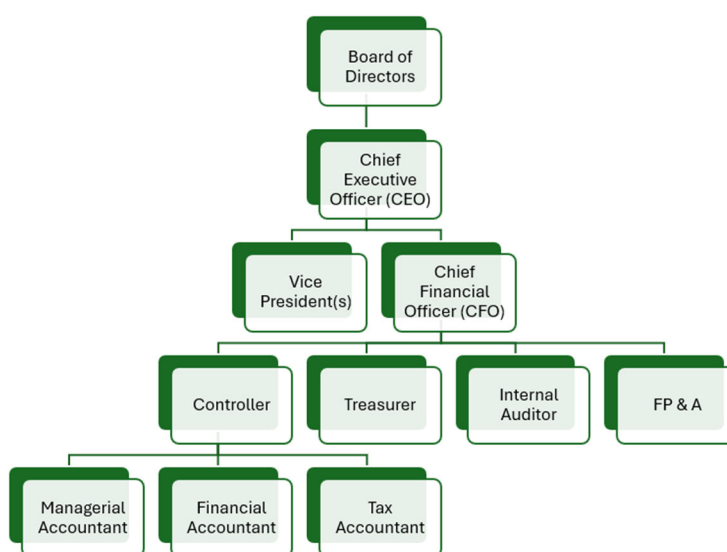 Board of
Directors
Chief
Executive
Officer (CEO)
Vice
President(s)
Chief
Financial
Officer (CFO)
Controller
Treasurer
Internal
Auditor
FP & A
Managerial
Accountant
Financial
Accountant
Tax
Accountant